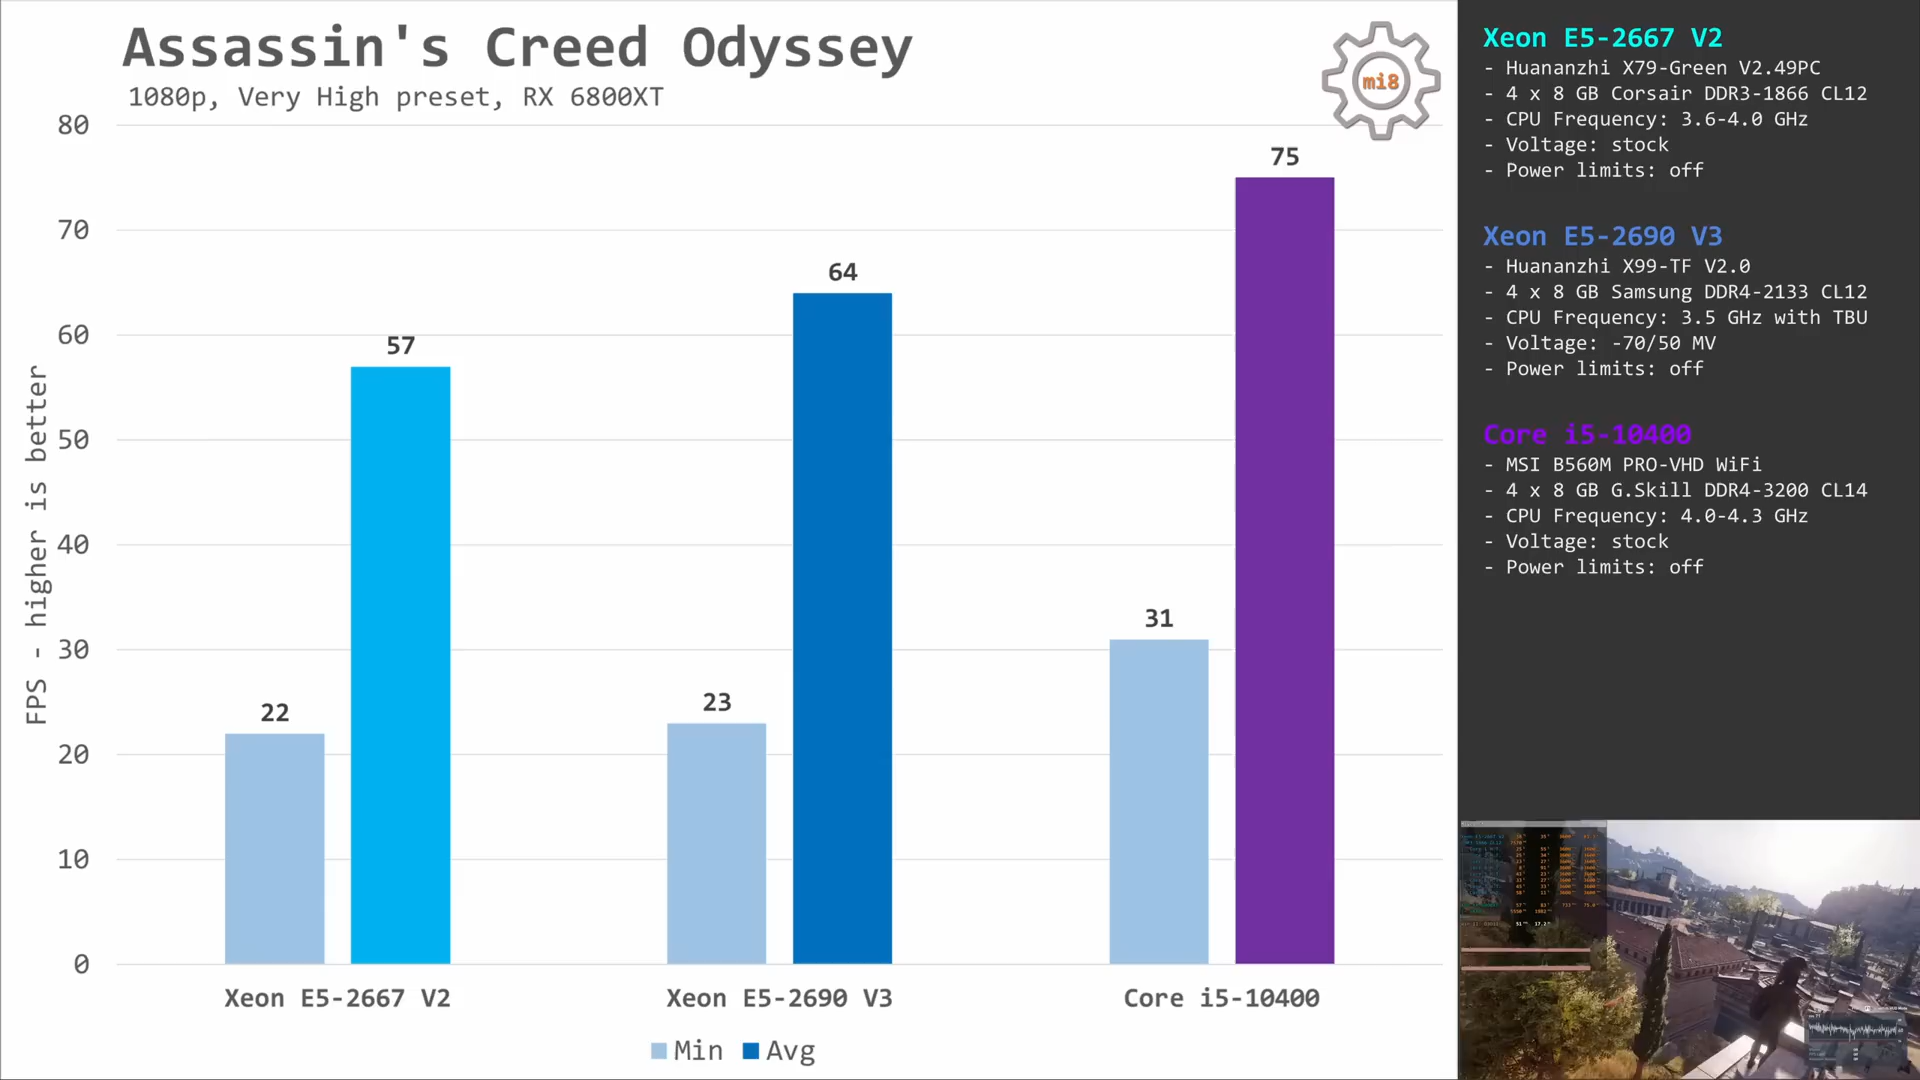 Assassin's Creed Odyssey
1080p, Very High preset, RX 6800XT
mi8
FPS - higher is better
80
70
60
50
40
30
20
10
0
22
57
23
64
31
75
Xeon E5-2667 V2
Xeon E5-2690 V3
Core i5-10400
Min
Avg
Xeon E5-2667 V2
- Huananzhi X79-Green V2.49PC
- 4 x 8 GB Corsair DDR3-1866 CL12
- CPU Frequency: 3.6-4.0 GHz
- Voltage: stock
- Power limits: off
Xeon E5-2690 V3
- Huananzhi X99-TF V2.0
- 4 x 8 GB Samsung DDR4-2133 CL12
- CPU Frequency: 3.5 GHz with TBU
- Voltage: -70/50 MV
- Power limits: off
Core i5-10400
- MSI B560M PRO-VHD WiFi
- 4 x 8 GB G.Skill DDR4-3200 CL14
- CPU Frequency: 4.0-4.3 GHz
- Voltage: stock
- Power limits: off